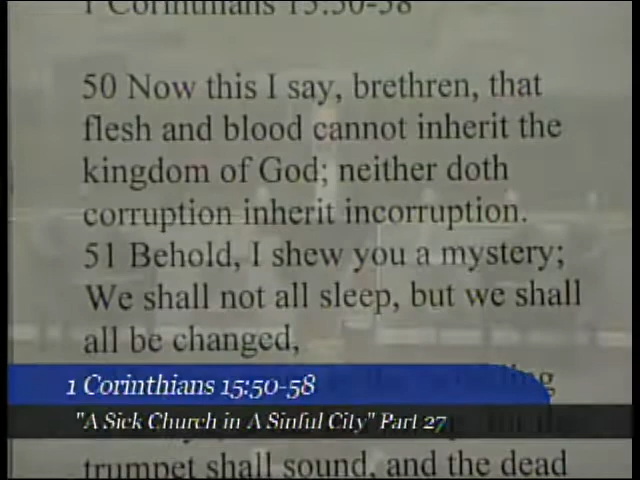 1 Corinthians 15:50-58
50 Now this I say, brethren, that
flesh and blood cannot inherit the
kingdom of God; neither doth
corruption inherit incorruption.
51 Behold, I shew you a mystery;
We shall not all sleep, but we shall
all be changed,
1 Corinthians 15:50-58
"A Sick Church in A Sinful City" Part 27
trumpet shall sound, and the dead